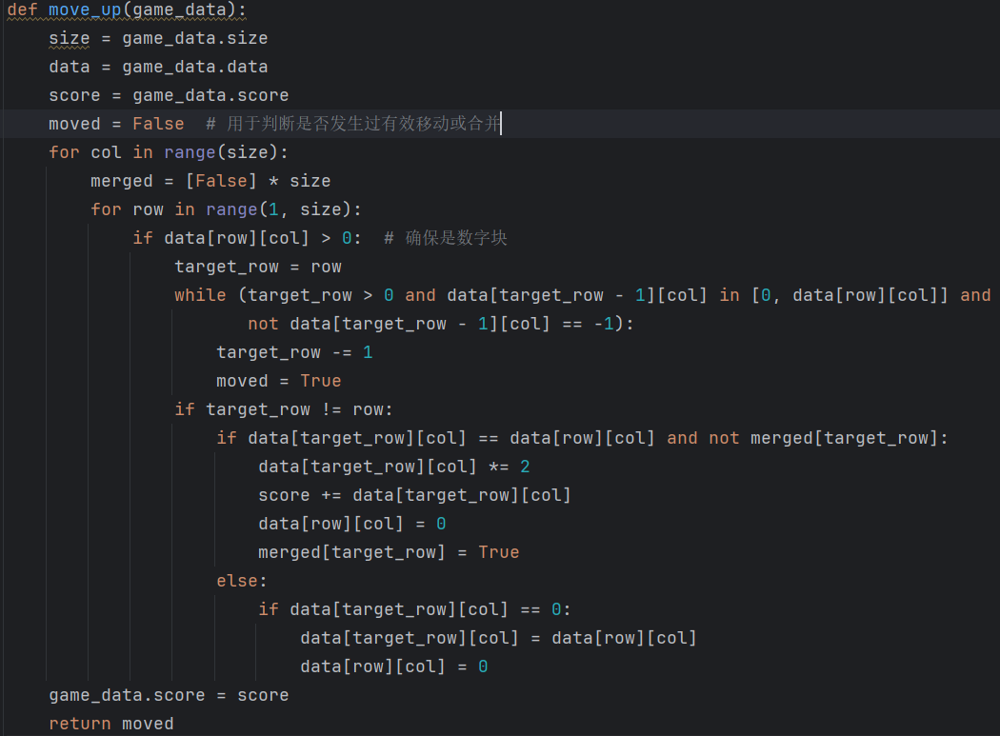 def move_up(game_data):
    size = game_data.size
    data = game_data.data
    score = game_data.score
    moved = False  # 用于判断是否发生过有效移动或合并
    for col in range(size):
        merged = [False] * size
        for row in range(1, size):
            if data[row][col] > 0:  # 确保是数字块
                target_row = row
                while (target_row > 0 and data[target_row - 1][col] in [0, data[row][col]] and
                       not data[target_row - 1][col] == -1):
                    target_row -= 1
                    moved = True
                if target_row != row:
                    if data[target_row][col] == data[row][col] and not merged[target_row]:
                        data[target_row][col] *= 2
                        score += data[target_row][col]
                        data[row][col] = 0
                        merged[target_row] = True
                    else:
                        if data[target_row][col] == 0:
                            data[target_row][col] = data[row][col]
                            data[row][col] = 0
    game_data.score = score
    return moved